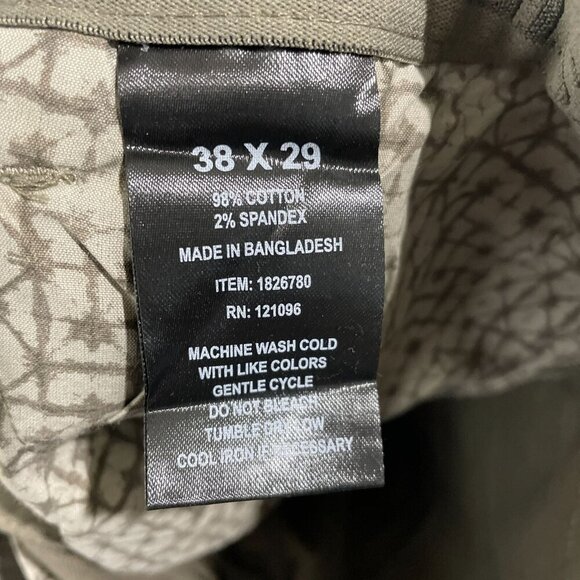 38 X 29
98% COTTON
2% SPANDEX
MADE IN BANGLADESH
ITEM: 1826780
RN: 121096
MACHINE WASH COLD
WITH LIKE COLORS
GENTLE CYCLE
DO NOT BLEACH
TUMBLE DRY LOW
COOL IRON IF NECESSARY